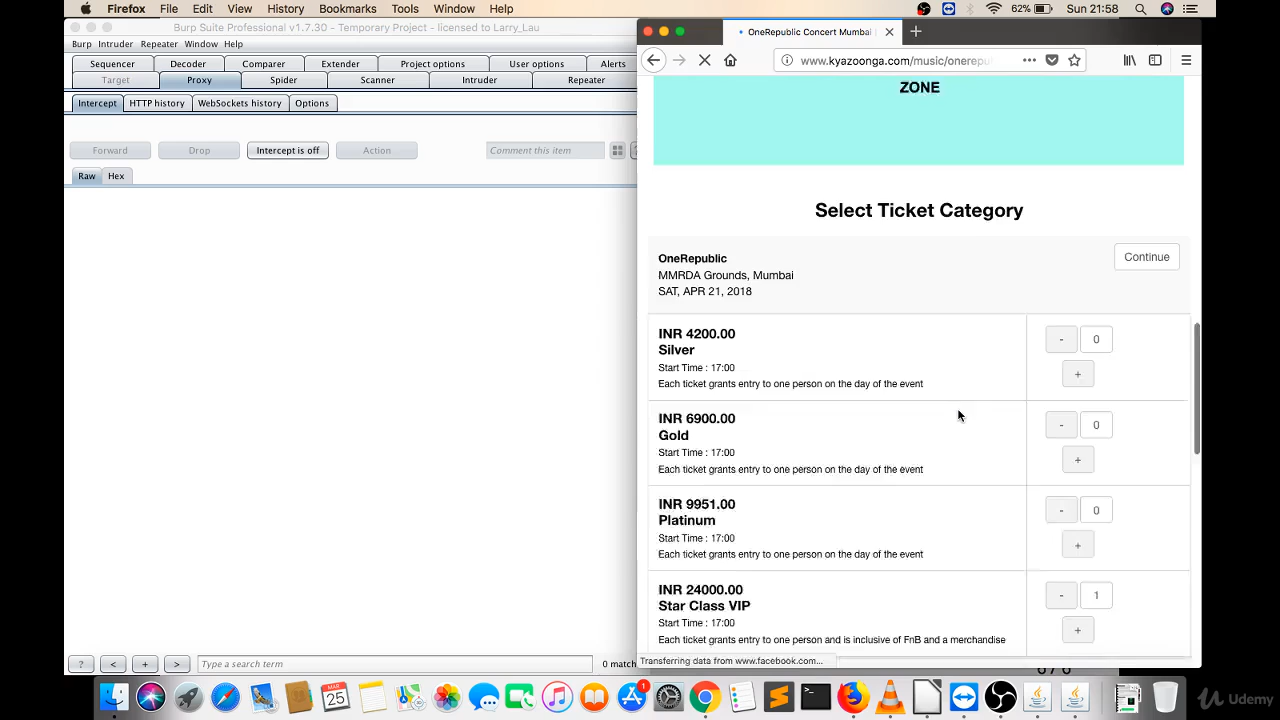 Firefox File Edit View History Bookmarks Tools Window Help 62% Sun 21:58
Burp Suite Professional v1.7.30 - Temporary Project - licensed to Larry_Lau
Burp Intruder Repeater Window Help
Sequencer Decoder Comparer Extender Project options User options Alerts
Target Proxy Spider Scanner Intruder Repeater
Intercept HTTP history WebSockets history Options
Forward Drop Intercept is off Action Comment this item
Raw Hex
? < + > Type a search term 0 match
OneRepublic Concert Mumbai
www.kyazoonga.com/music/onerepu
ZONE
Select Ticket Category
OneRepublic
Continue
MMRDA Grounds, Mumbai
SAT, APR 21, 2018
INR 4200.00
Silver
Start Time : 17:00
Each ticket grants entry to one person on the day of the event
- 0
+
INR 6900.00
Gold
Start Time : 17:00
Each ticket grants entry to one person on the day of the event
- 0
+
INR 9951.00
Platinum
Start Time : 17:00
Each ticket grants entry to one person on the day of the event
- 0
+
INR 24000.00
Star Class VIP
Start Time : 17:00
Each ticket grants entry to one person and is inclusive of FnB and a merchandise
- 1
+
Transferring data from www.facebook.com...
MAR
25
1
Udemy